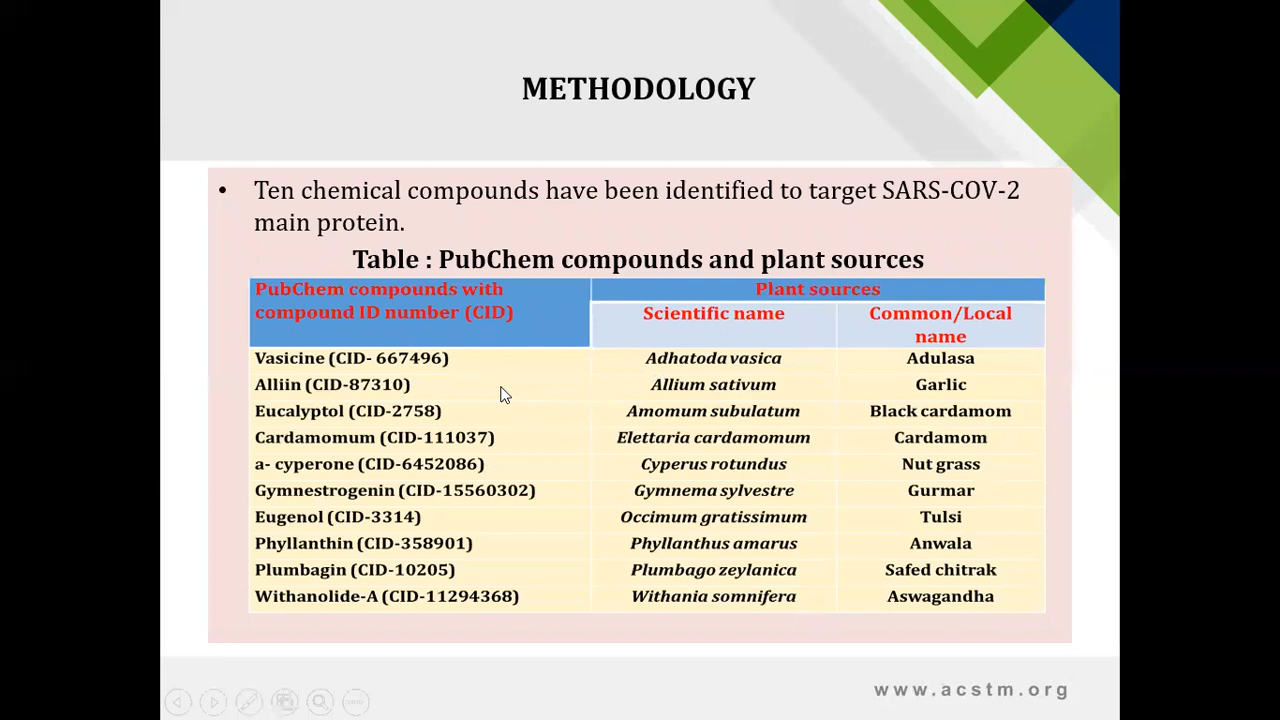 METHODOLOGY
• Ten chemical compounds have been identified to target SARS-COV-2
main protein.
Table : PubChem compounds and plant sources
PubChem compounds with
compound ID number (CID)
Plant sources
Scientific name
Common/Local
name
Vasicine (CID- 667496) Adhatoda vasica Adulasa
Alliin (CID-87310) Allium sativum Garlic
Eucalyptol (CID-2758) Amomum subulatum Black cardamom
Cardamomum (CID-111037) Elettaria cardamomum Cardamom
a- cyperone (CID-6452086) Cyperus rotundus Nut grass
Gymnestrogenin (CID-15560302) Gymnema sylvestre Gurmar
Eugenol (CID-3314) Occimum gratissimum Tulsi
Phyllanthin (CID-358901) Phyllanthus amarus Anwala
Plumbagin (CID-10205) Plumbago zeylanica Safed chitrak
Withanolide-A (CID-11294368) Withania somnifera Aswagandha
www.acstm.org